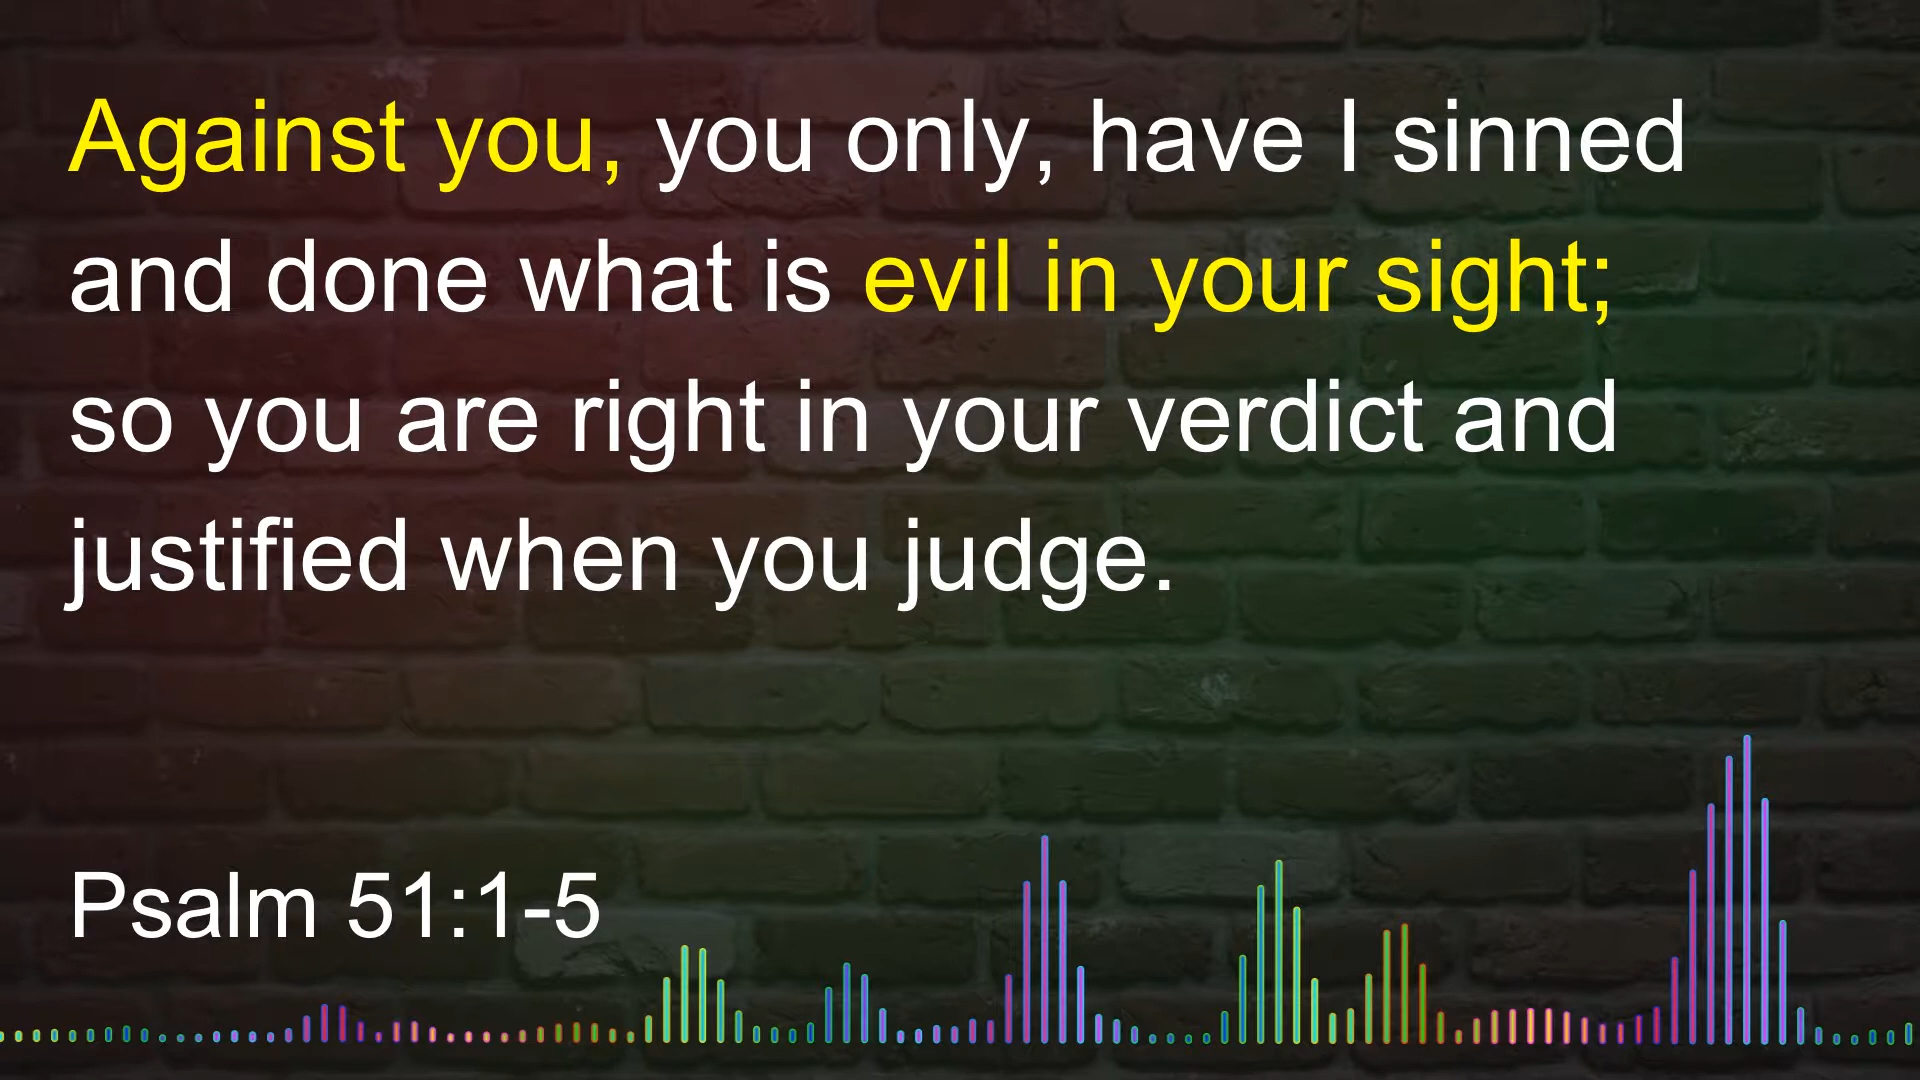 Against you, you only, have I sinned
and done what is evil in your sight;
so you are right in your verdict and
justified when you judge.
Psalm 51:1-5